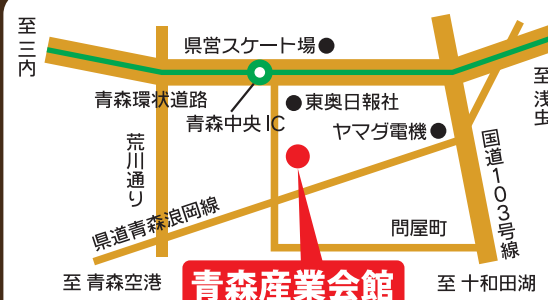 至三内
県営スケート場
至浅虫
青森環状道路
東奥日報社
青森中央IC
ヤマダ電機
荒川通り
国道103号線
県道青森浪岡線
問屋町
至 青森空港
青森産業会館
至 十和田湖